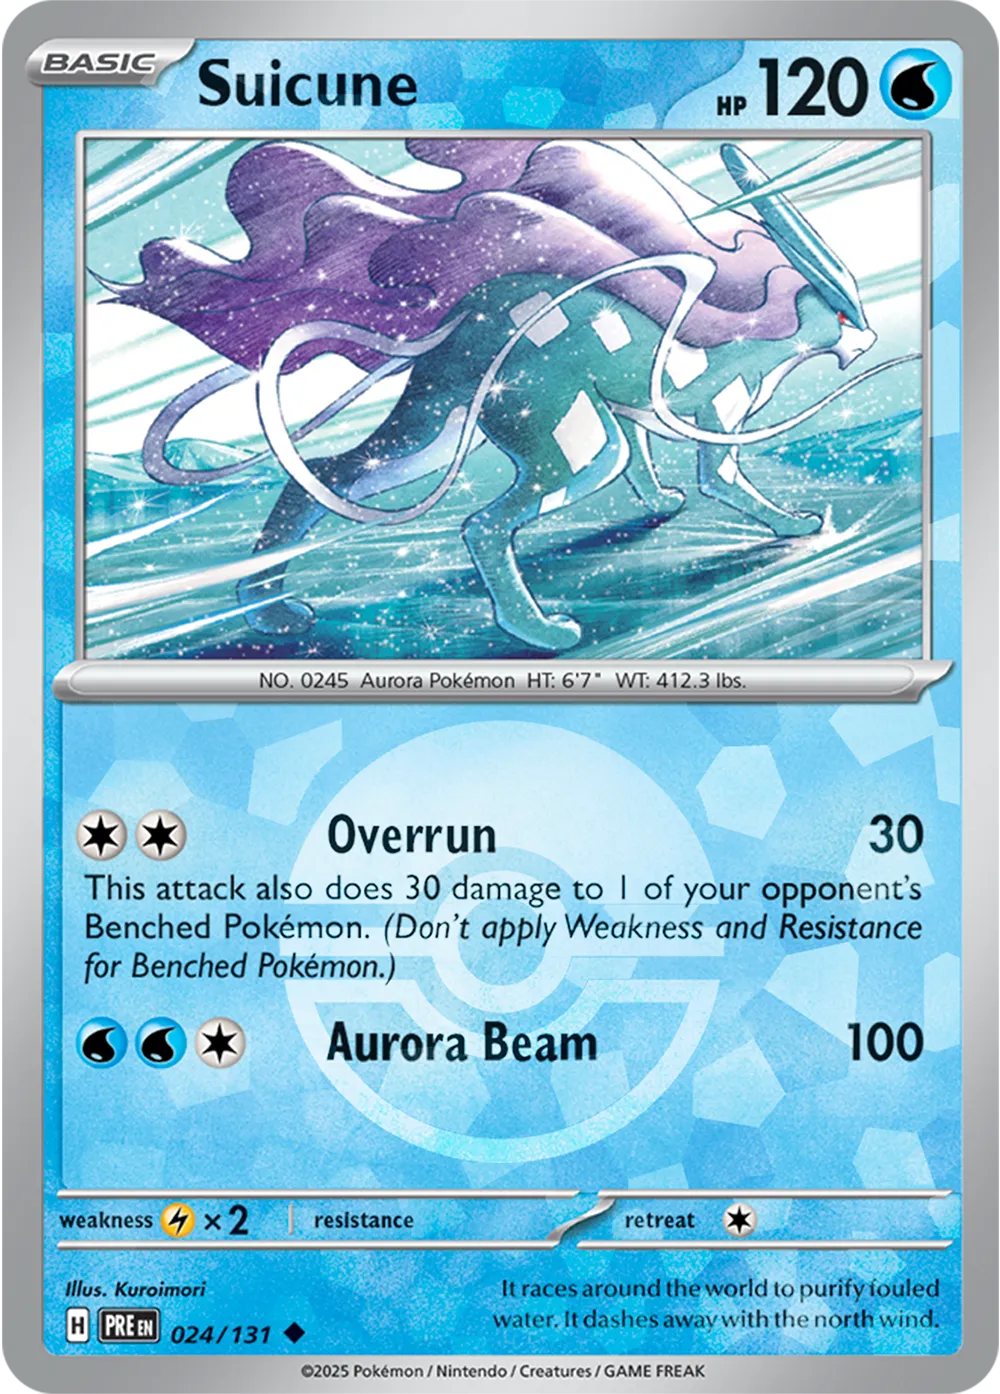 BASIC
Suicune
HP 120
NO. 0245 Aurora Pokémon HT: 6'7" WT: 412.3 lbs.
Overrun 30
This attack also does 30 damage to 1 of your opponent's
Benched Pokémon. (Don't apply Weakness and Resistance
for Benched Pokémon.)
Aurora Beam 100
weakness ×2 resistance retreat
Illus. Kuroimori
It races around the world to purify fouled
water. It dashes away with the north wind.
H PRE EN 024/131
©2025 Pokémon / Nintendo / Creatures / GAME FREAK